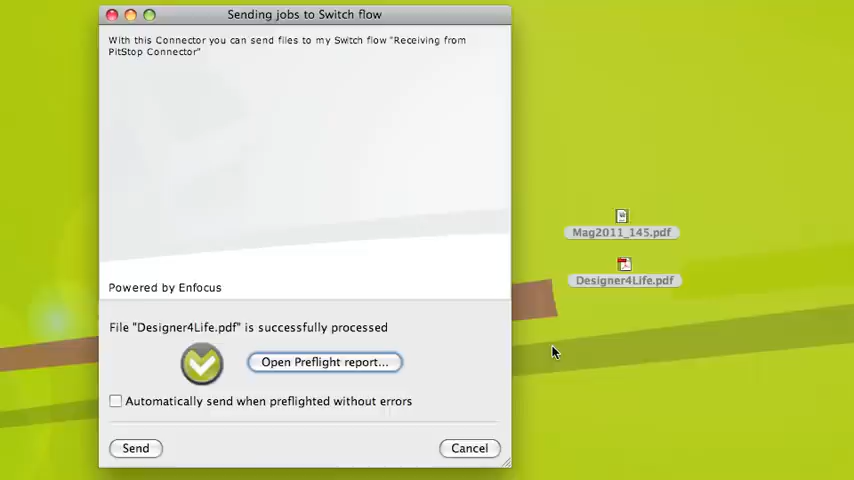 Sending jobs to Switch flow
With this Connector you can send files to my Switch flow "Receiving from
PitStop Connector"
Mag2011_145.pdf
Designer4Life.pdf
Powered by Enfocus
File "Designer4Life.pdf" is successfully processed
Open Preflight report...
Automatically send when preflighted without errors
Send
Cancel